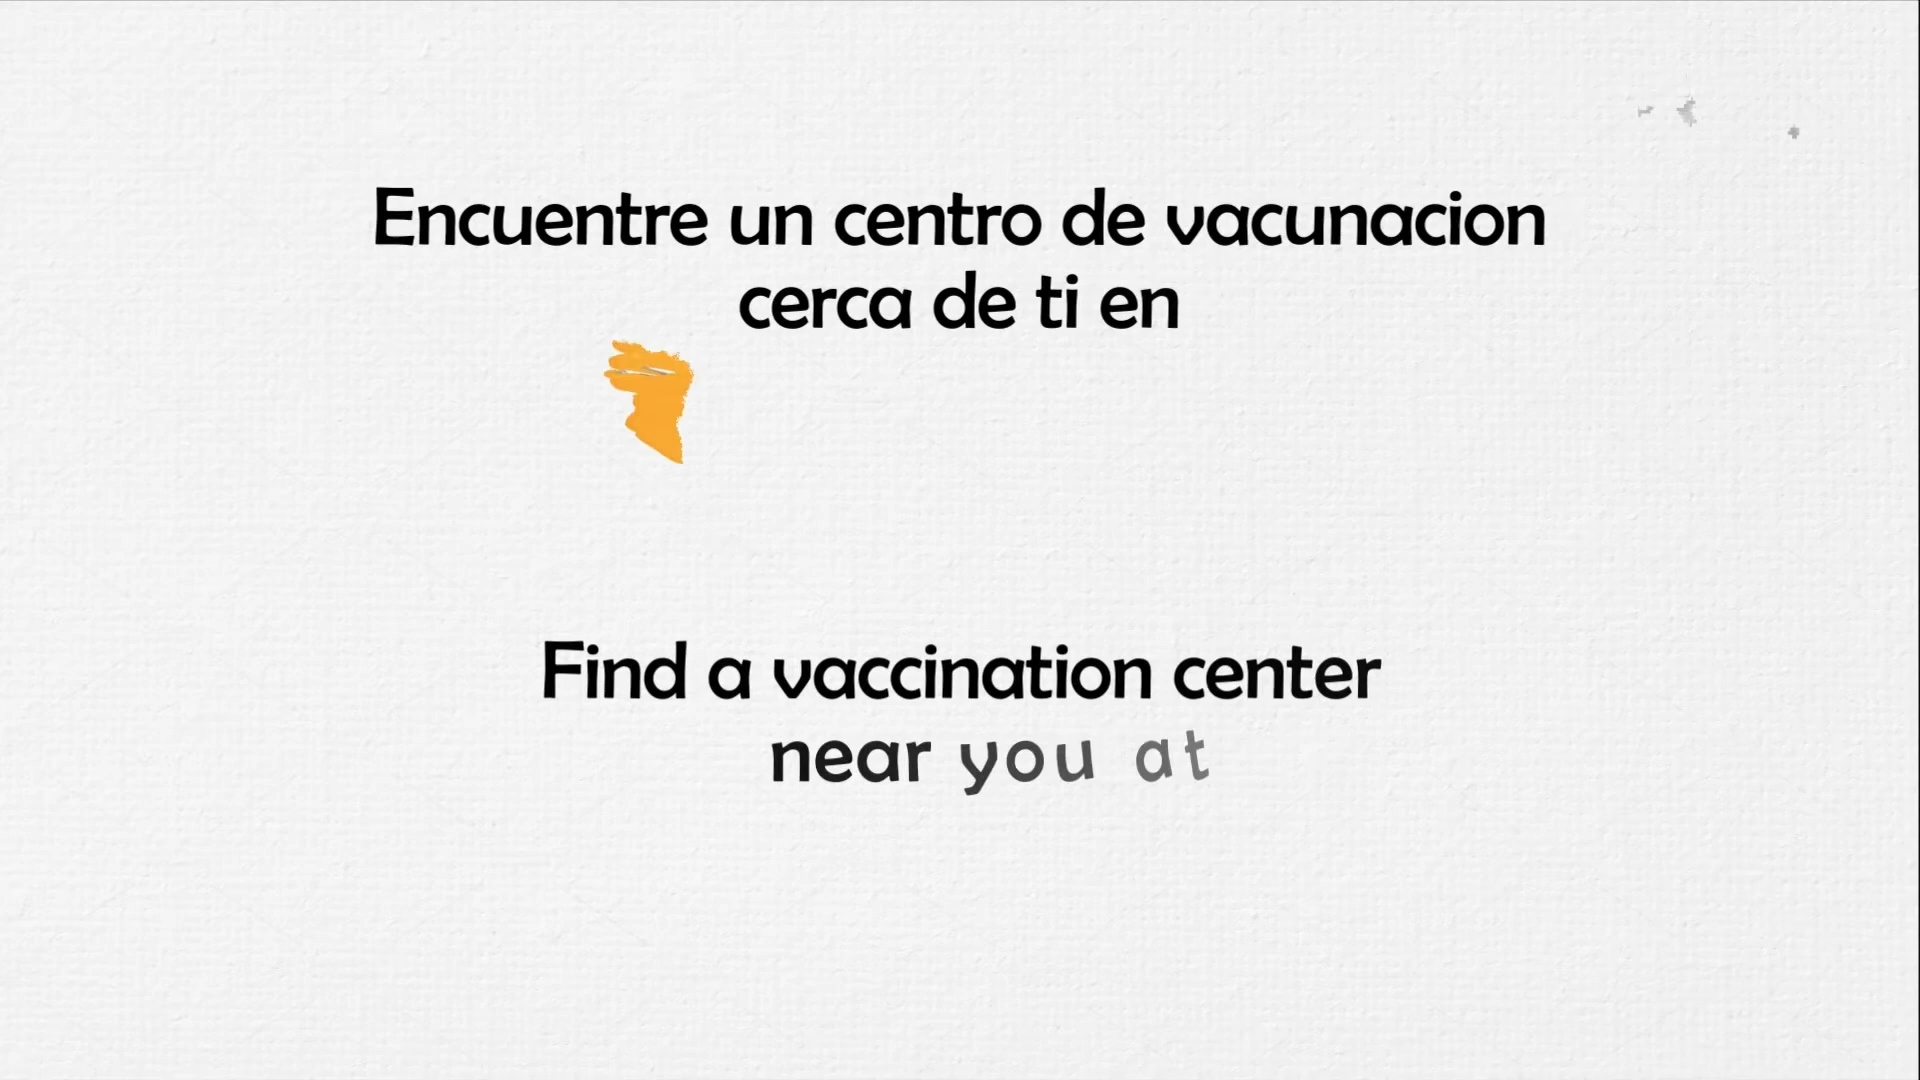 Encuentre un centro de vacunacion
cerca de ti en
Find a vaccination center
near you at